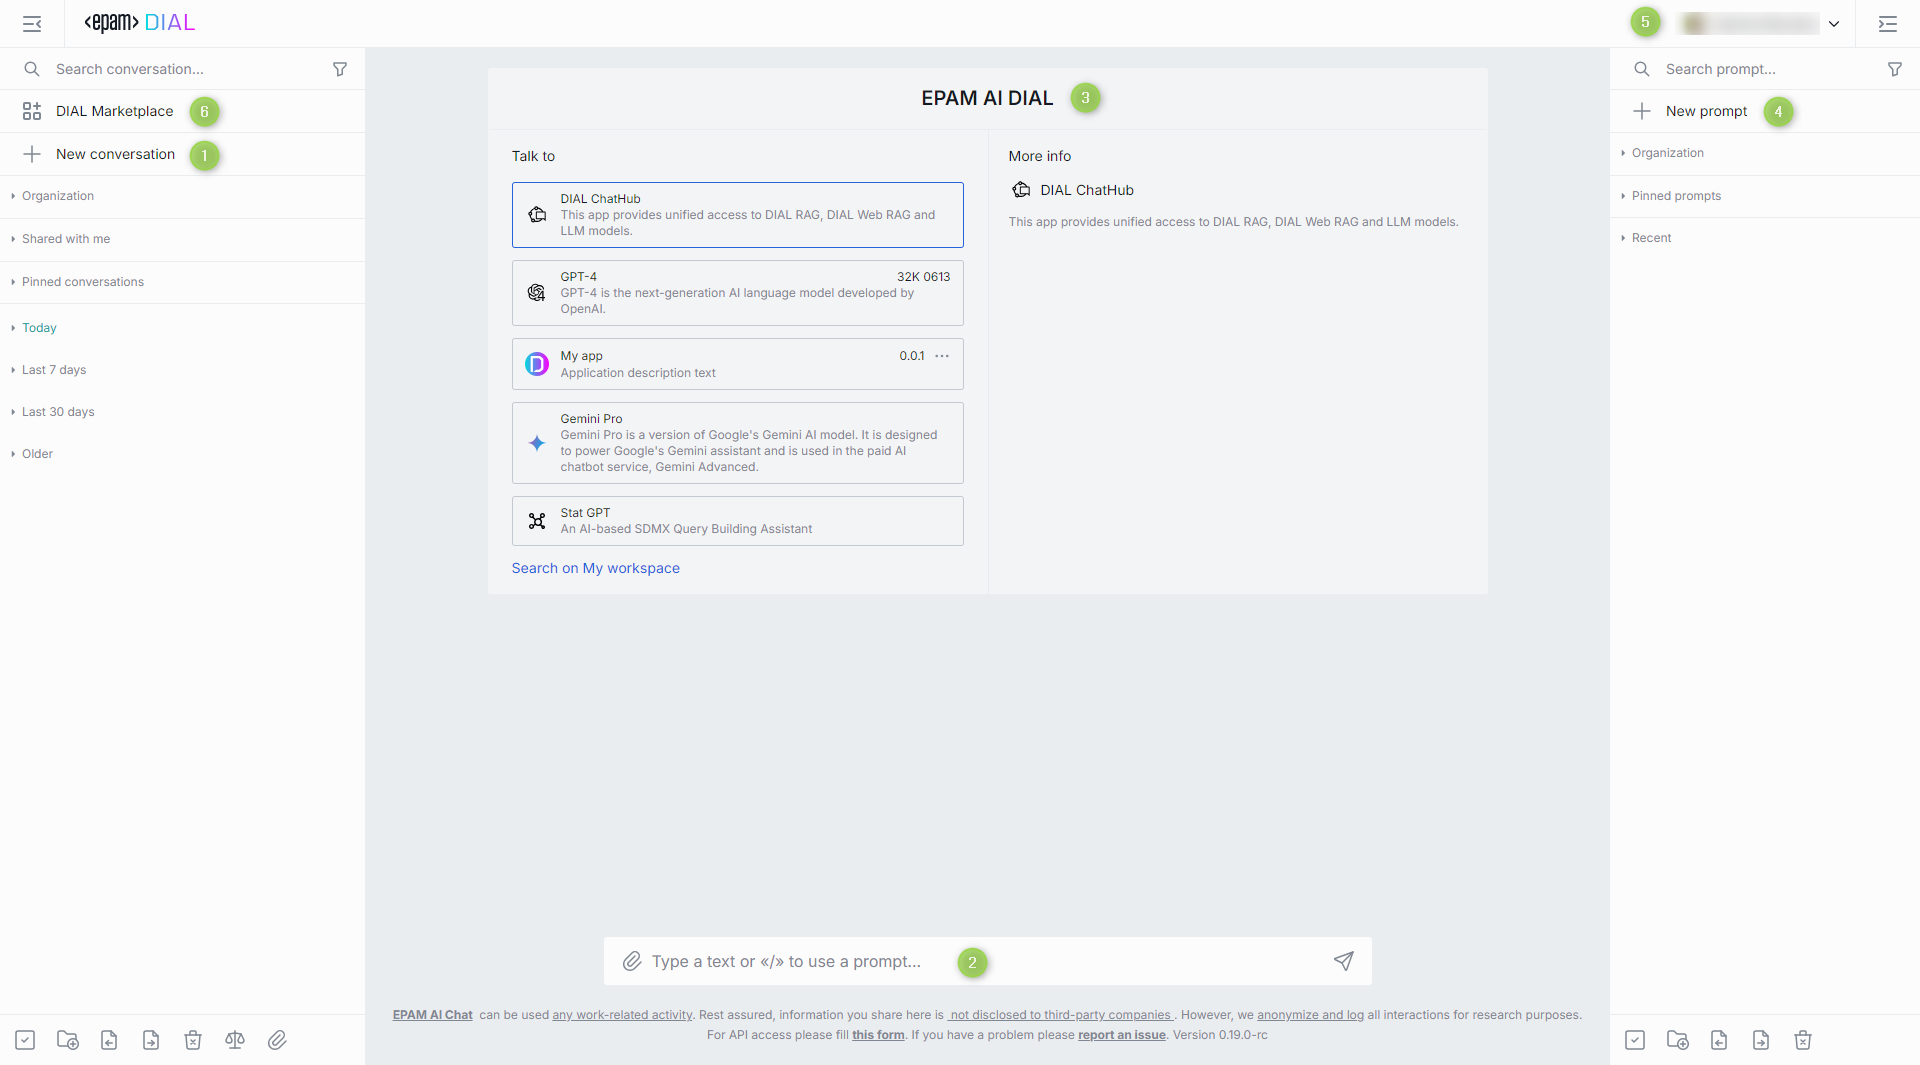 <epam> DIAL
5
Search conversation...
DIAL Marketplace 6
New conversation 1
Organization
Shared with me
Pinned conversations
Today
Last 7 days
Last 30 days
Older
EPAM AI DIAL 3
Talk to
DIAL ChatHub
This app provides unified access to DIAL RAG, DIAL Web RAG and
LLM models.
GPT-4 32K 0613
GPT-4 is the next-generation AI language model developed by
OpenAI.
My app 0.0.1
Application description text
Gemini Pro
Gemini Pro is a version of Google's Gemini AI model. It is designed
to power Google's Gemini assistant and is used in the paid AI
chatbot service, Gemini Advanced.
Stat GPT
An AI-based SDMX Query Building Assistant
Search on My workspace
More info
DIAL ChatHub
This app provides unified access to DIAL RAG, DIAL Web RAG and LLM models.
Type a text or «/» to use a prompt... 2
EPAM AI Chat can be used any work-related activity. Rest assured, information you share here is not disclosed to third-party companies . However, we anonymize and log all interactions for research purposes.
For API access please fill this form. If you have a problem please report an issue. Version 0.19.0-rc
Search prompt...
New prompt 4
Organization
Pinned prompts
Recent